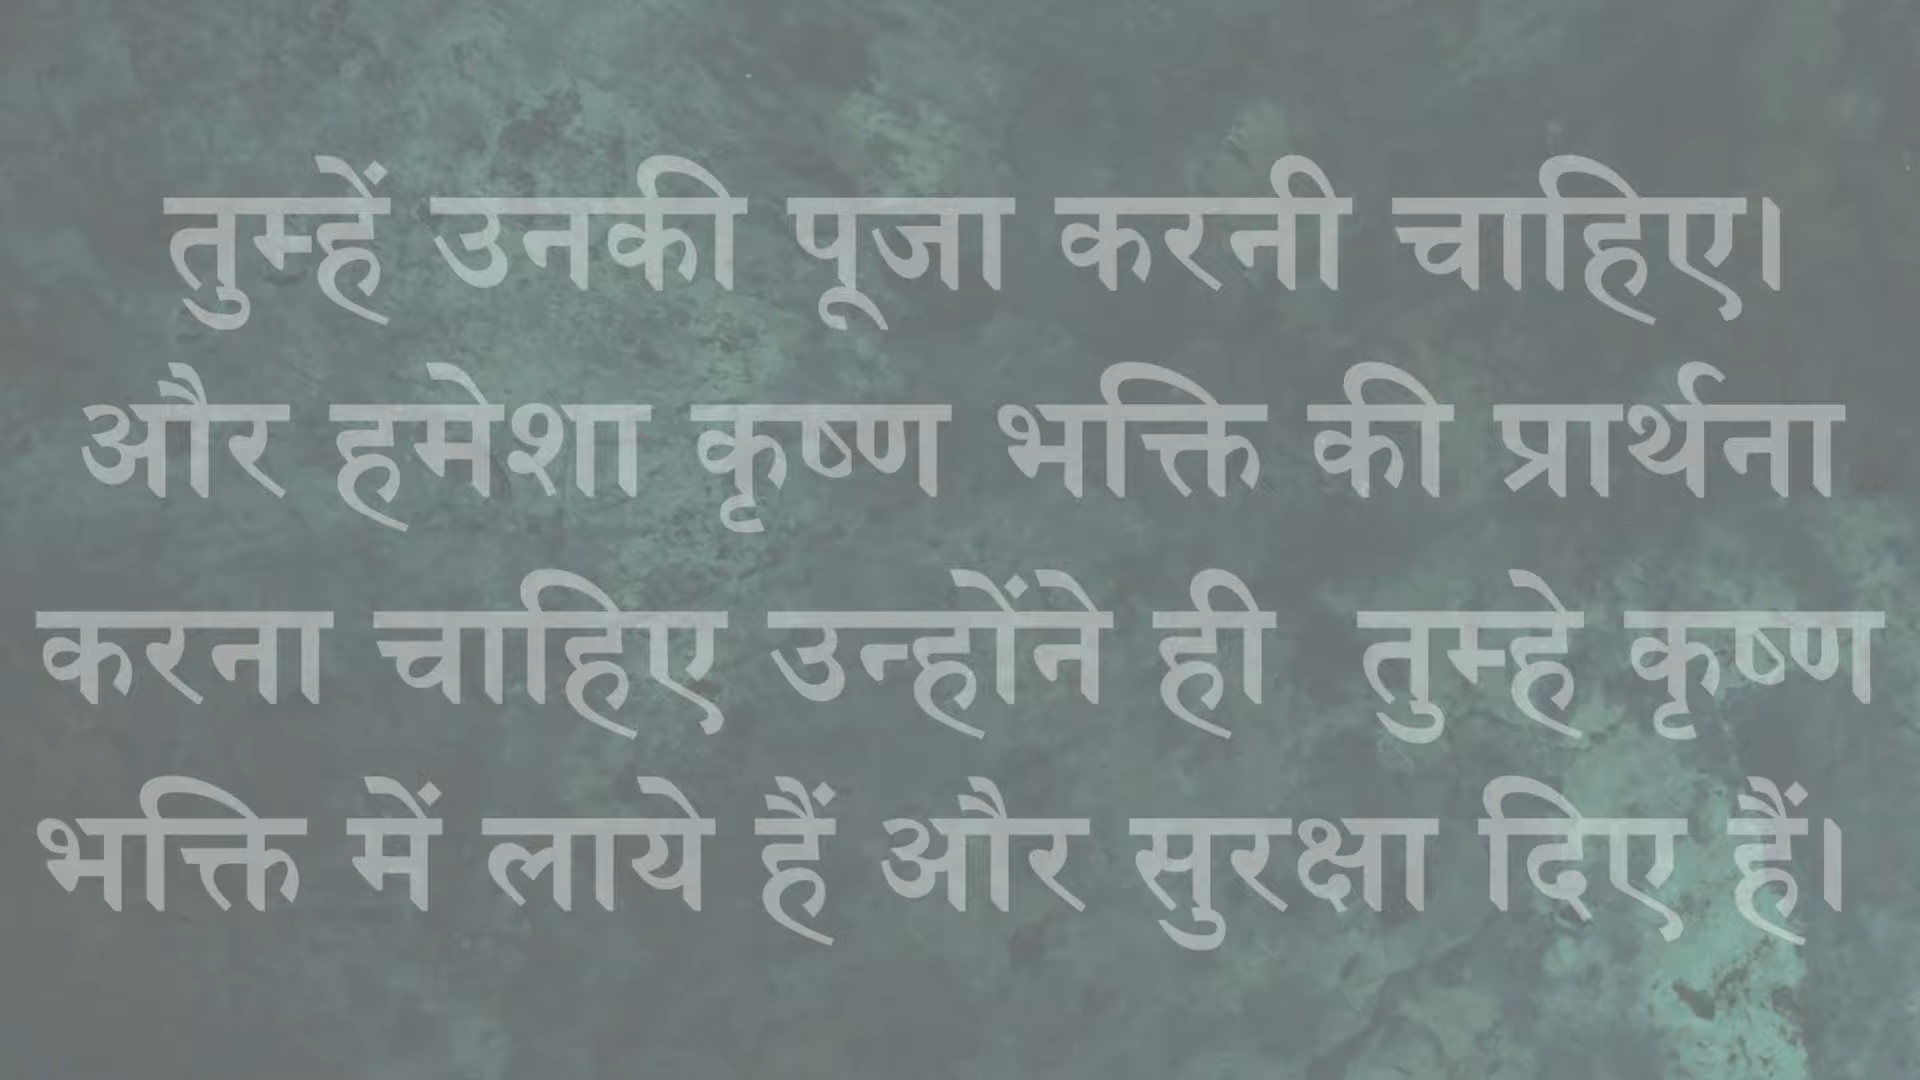 तुम्हें उनकी पूजा करनी चाहिए।
और हमेशा कृष्ण भक्ति की प्रार्थना
करना चाहिए उन्होंने ही  तुम्हे कृष्ण
भक्ति में लाये हैं और सुरक्षा दिए हैं।